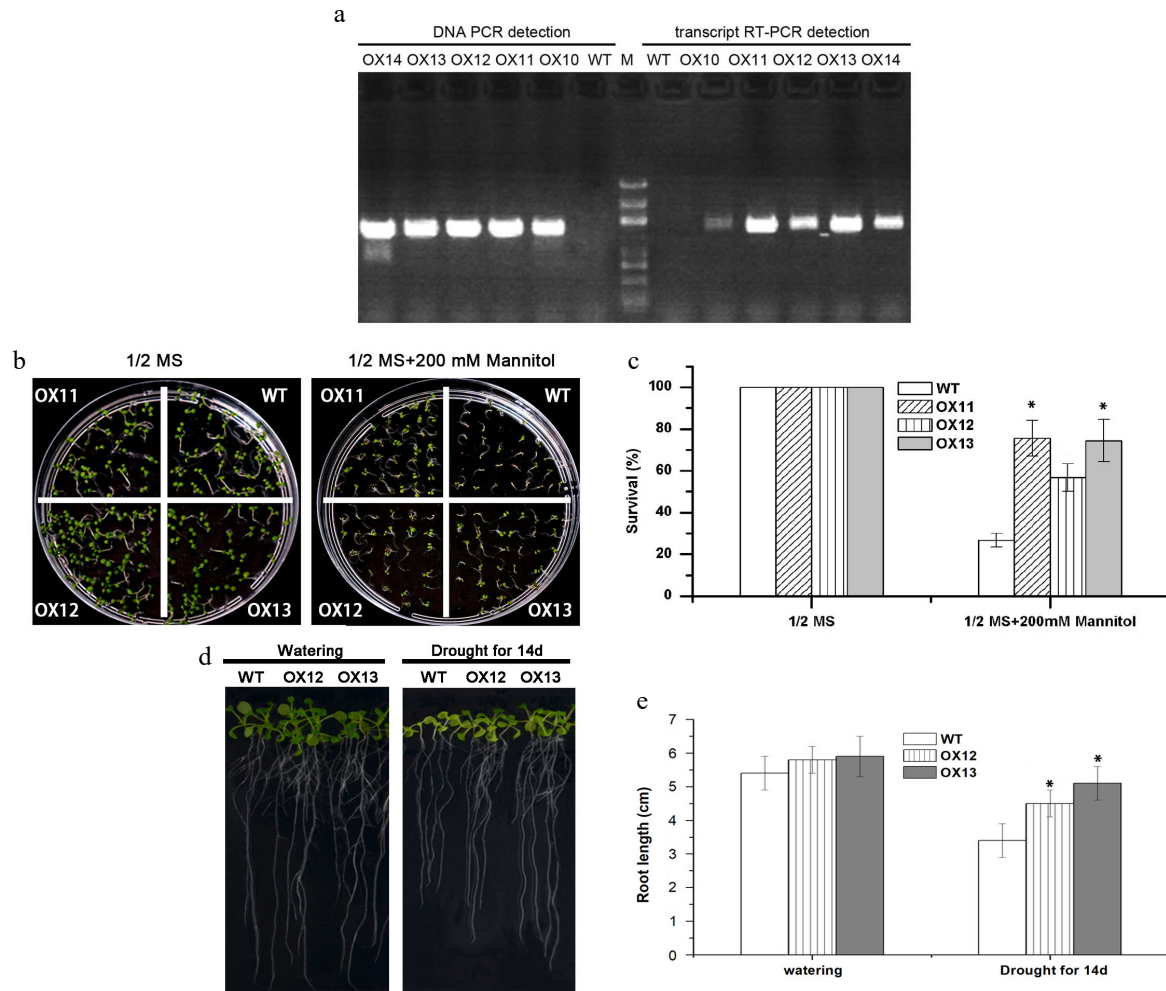 a
DNA PCR detection
transcript RT-PCR detection
OX14 OX13 OX12 OX11 OX10 WT M WT OX10 OX11 OX12 OX13 OX14
b
1/2 MS
1/2 MS+200 mM Mannitol
OX11 WT
OX12 OX13
OX11 WT
OX12 OX13
c
WT
OX11
OX12
OX13
* *
100
80
60
40
20
0
Survival (%)
1/2 MS
1/2 MS+200mM Mannitol
d
Watering
Drought for 14d
WT OX12 OX13
WT OX12 OX13
e
WT
OX12
OX13
* *
7
6
5
4
3
2
1
0
Root length (cm)
watering
Drought for 14d